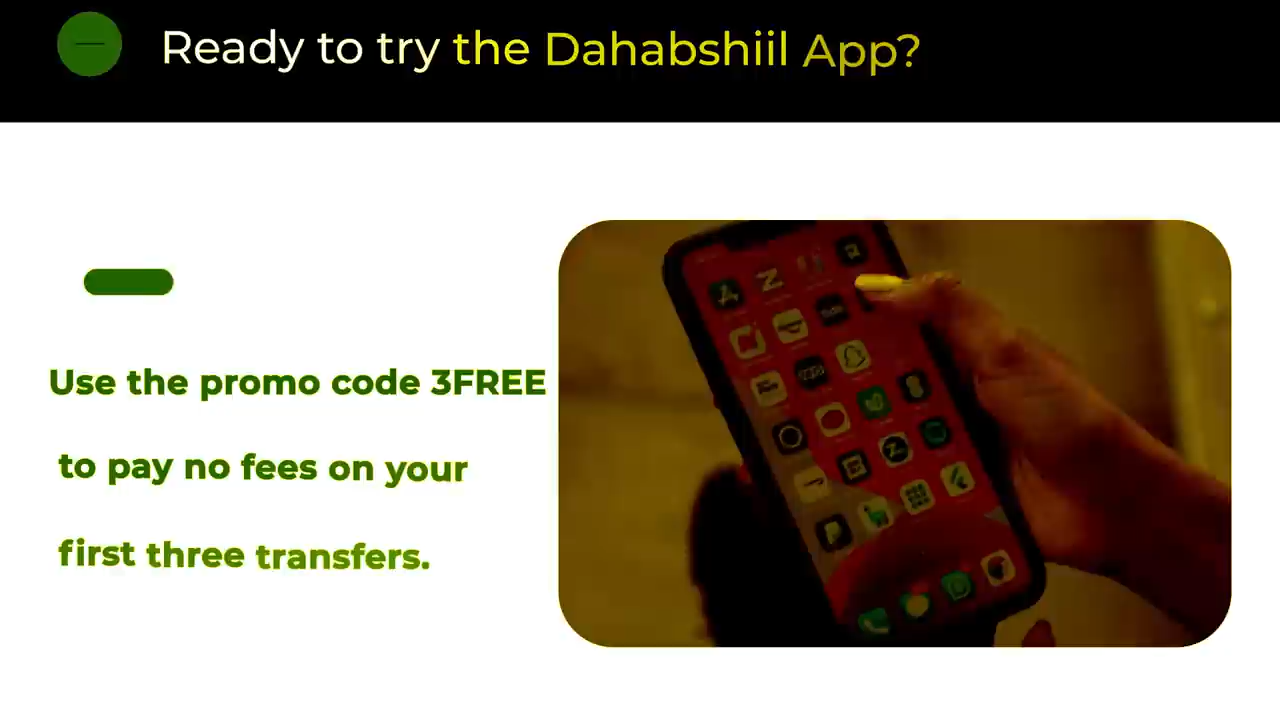 Ready to try the Dahabshiil App?
Use the promo code 3FREE
to pay no fees on your
first three transfers.